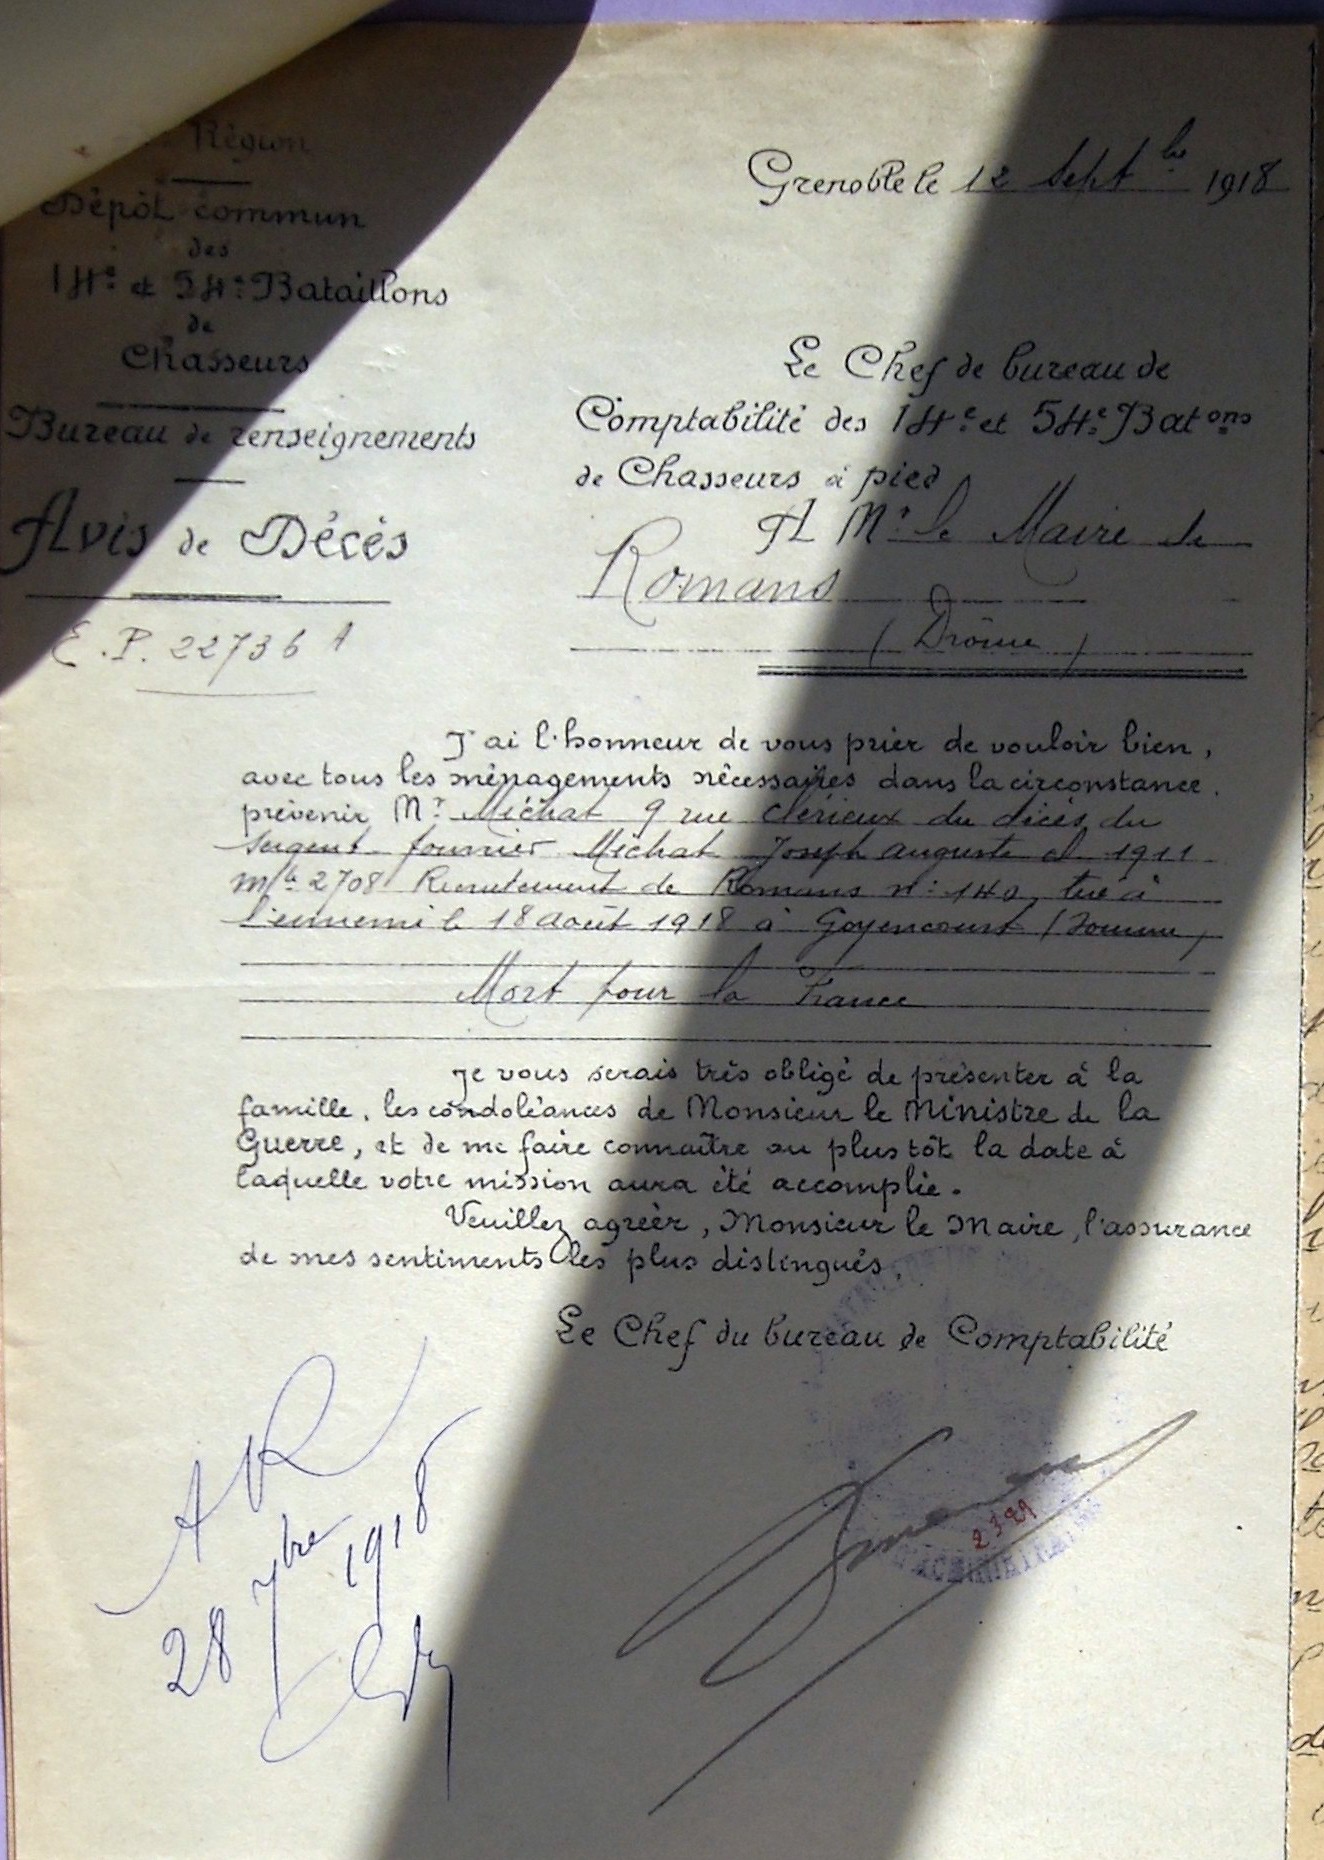 Région
Dépôt commun
des
14e et 54e Bataillons
de
Chasseurs
Bureau de renseignements
Avis de Décès
E.P. 22736 A
Grenoble le 12 Septbre 1918
Le Chef de bureau de
Comptabilité des 14e et 54e Batons
de Chasseurs à pied
A Mr le Maire de
Romans
(Drôme)
J'ai l'honneur de vous prier de vouloir bien,
avec tous les ménagements nécessaires dans la circonstance,
prévenir Mr Michat 9 rue Clérieux du décès du
Sergent fourrier Michat Joseph auguste cl 1911
Mle 2708 Recrutement de Romans n: 140, tué à
l'ennemi le 18 août 1918 à Goyencourt (Somme)
Mort pour la France
Je vous serais très obligé de présenter à la
famille, les condoléances de Monsieur le Ministre de la
Guerre, et de me faire connaître au plus tôt la date à
laquelle votre mission aura été accomplie.
Veuillez agréer, Monsieur le Maire, l'assurance
de mes sentiments les plus distingués.
Le Chef du bureau de Comptabilité
AR
28 7bre 1918
2329